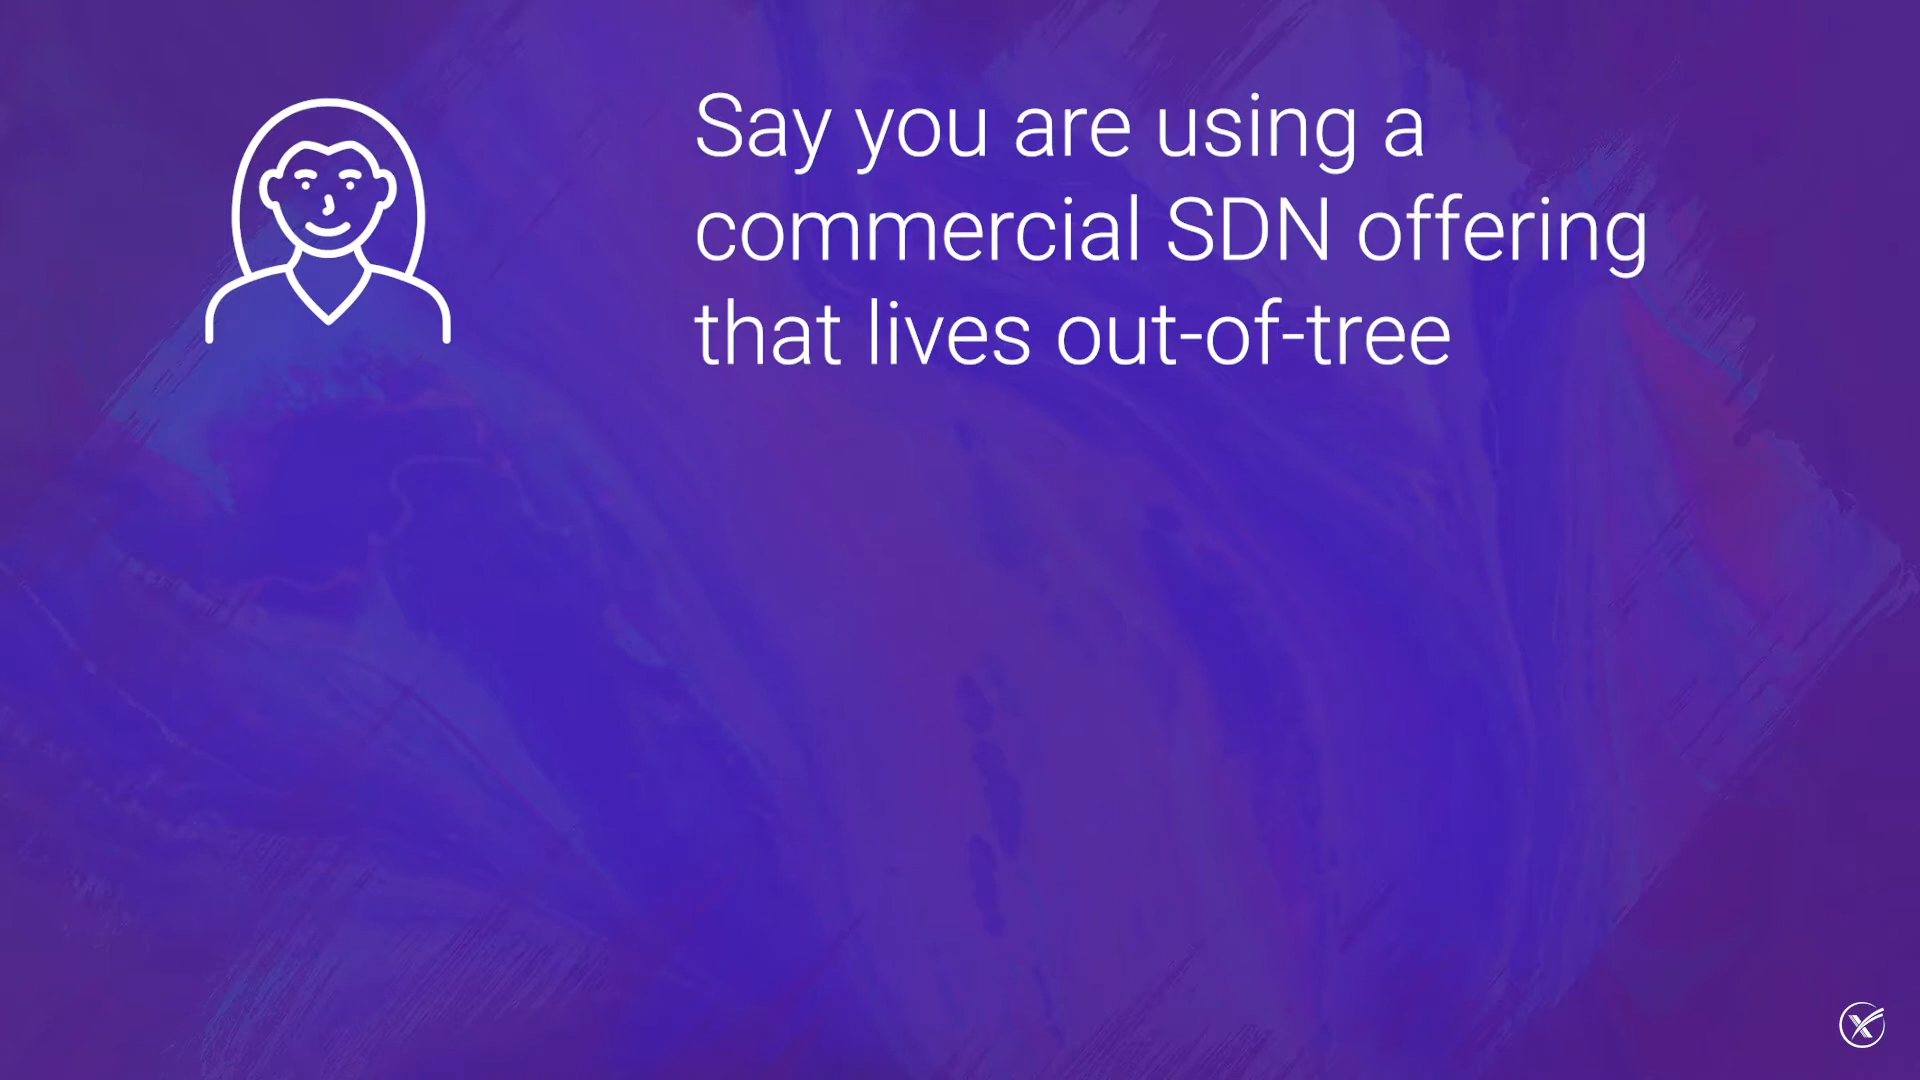 Say you are using a
commercial SDN offering
that lives out-of-tree